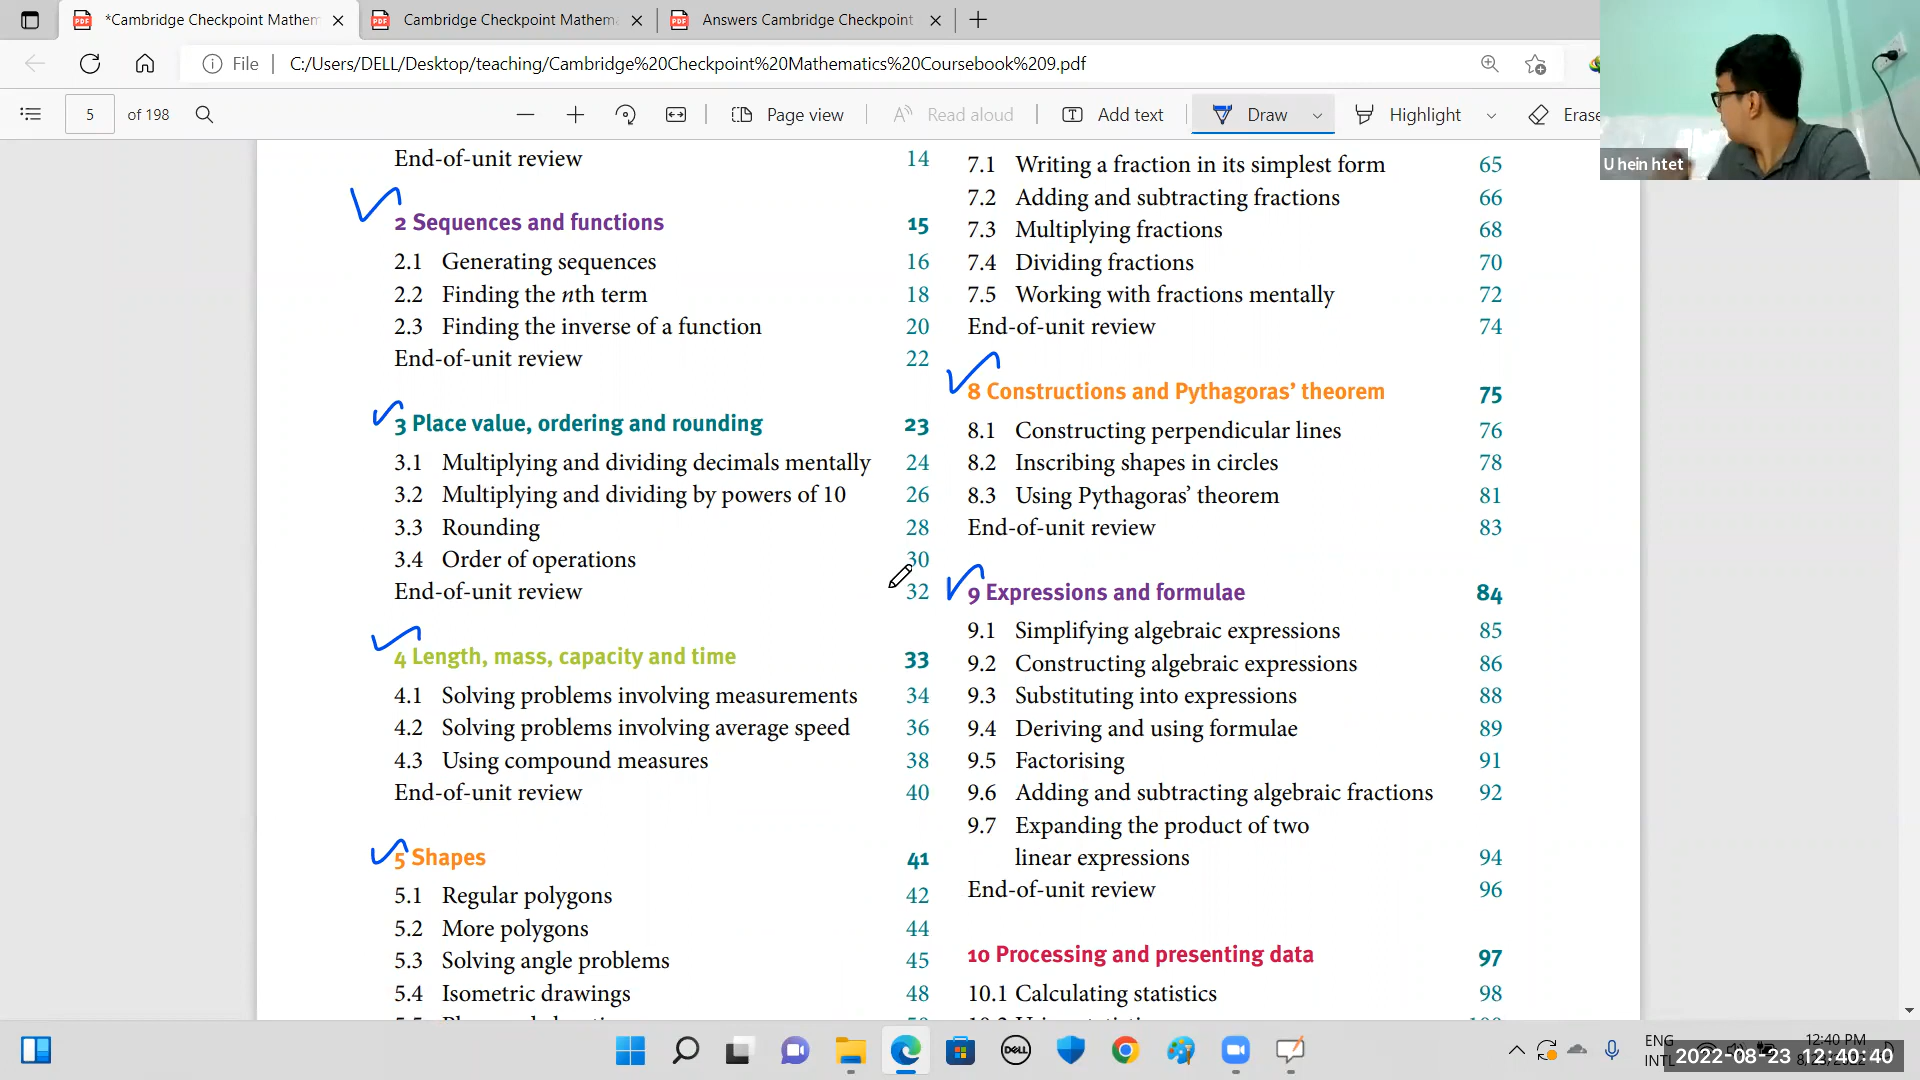 *Cambridge Checkpoint Mathem
Cambridge Checkpoint Mathema
Answers Cambridge Checkpoint
File
C:/Users/DELL/Desktop/teaching/Cambridge%20Checkpoint%20Mathematics%20Coursebook%209.pdf
5 of 198
Page view
Read aloud
Add text
Draw
Highlight
Erase
U hein htet
End-of-unit review 14
2 Sequences and functions 15
2.1 Generating sequences 16
2.2 Finding the nth term 18
2.3 Finding the inverse of a function 20
End-of-unit review 22
3 Place value, ordering and rounding 23
3.1 Multiplying and dividing decimals mentally 24
3.2 Multiplying and dividing by powers of 10 26
3.3 Rounding 28
3.4 Order of operations 30
End-of-unit review 32
4 Length, mass, capacity and time 33
4.1 Solving problems involving measurements 34
4.2 Solving problems involving average speed 36
4.3 Using compound measures 38
End-of-unit review 40
5 Shapes 41
5.1 Regular polygons 42
5.2 More polygons 44
5.3 Solving angle problems 45
5.4 Isometric drawings 48
7.1 Writing a fraction in its simplest form 65
7.2 Adding and subtracting fractions 66
7.3 Multiplying fractions 68
7.4 Dividing fractions 70
7.5 Working with fractions mentally 72
End-of-unit review 74
8 Constructions and Pythagoras' theorem 75
8.1 Constructing perpendicular lines 76
8.2 Inscribing shapes in circles 78
8.3 Using Pythagoras' theorem 81
End-of-unit review 83
9 Expressions and formulae 84
9.1 Simplifying algebraic expressions 85
9.2 Constructing algebraic expressions 86
9.3 Substituting into expressions 88
9.4 Deriving and using formulae 89
9.5 Factorising 91
9.6 Adding and subtracting algebraic fractions 92
9.7 Expanding the product of two
linear expressions 94
End-of-unit review 96
10 Processing and presenting data 97
10.1 Calculating statistics 98
DELL
ENG
INTL
12:40 PM
2022-08-23 12:40:40